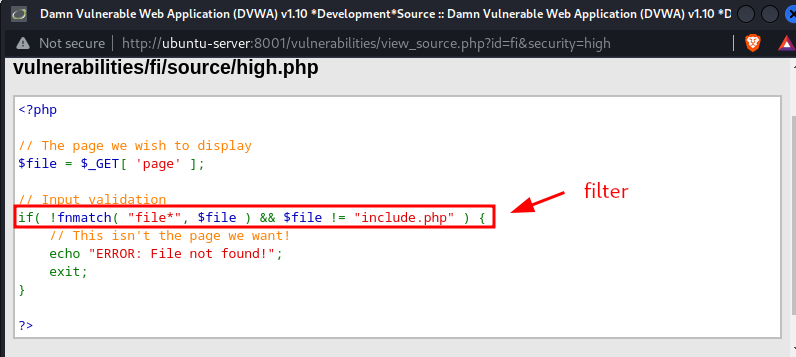 Damn Vulnerable Web Application (DVWA) v1.10 *Development*Source :: Damn Vulnerable Web Application (DVWA) v1.10 *D
Not secure | http://ubuntu-server:8001/vulnerabilities/view_source.php?id=fi&security=high
vulnerabilities/fi/source/high.php
<?php
// The page we wish to display
$file = $_GET[ 'page' ];
// Input validation
if( !fnmatch( "file*", $file ) && $file != "include.php" ) {
filter
// This isn't the page we want!
echo "ERROR: File not found!";
exit;
}
?>